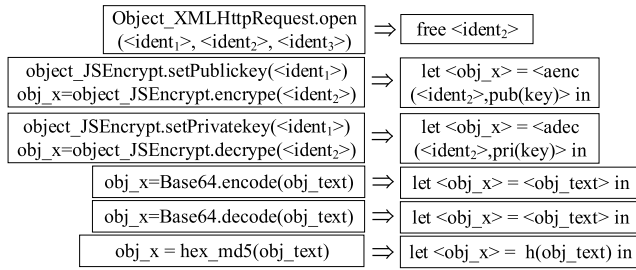 Object_XMLHttpRequest.open
(<ident₁>, <ident₂>, <ident₃>)
⇒
free <ident₂>
object_JSEncrypt.setPublickey(<ident₁>)
obj_x=object_JSEncrypt.encrype(<ident₂>)
⇒
let <obj_x> = <aenc
(<ident₂>,pub(key)> in
object_JSEncrypt.setPrivatekey(<ident₁>)
obj_x=object_JSEncrypt.decrype(<ident₂>)
⇒
let <obj_x> = <adec
(<ident₂>,pri(key)> in
obj_x=Base64.encode(obj_text)
⇒
let <obj_x> = <obj_text> in
obj_x=Base64.decode(obj_text)
⇒
let <obj_x> = <obj_text> in
obj_x = hex_md5(obj_text)
⇒
let <obj_x> = h(obj_text) in